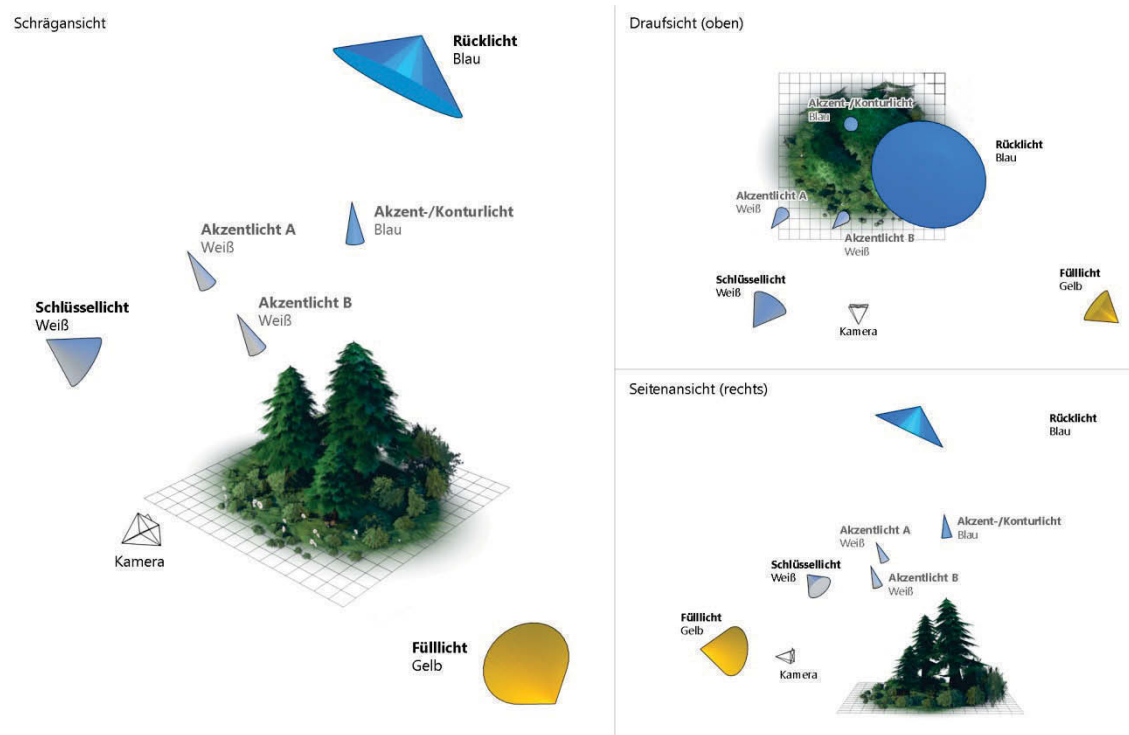 Schrägansicht
Rücklicht
Blau
Akzent-/Konturlicht
Blau
Akzentlicht A
Weiß
Akzentlicht B
Weiß
Schlüssellicht
Weiß
Kamera
Fülllicht
Gelb
Draufsicht (oben)
Akzent-/Konturlicht
Blau
Rücklicht
Blau
Akzentlicht A
Weiß
Akzentlicht B
Weiß
Schlüssellicht
Weiß
Fülllicht
Gelb
Kamera
Seitenansicht (rechts)
Rücklicht
Blau
Akzent-/Konturlicht
Blau
Akzentlicht A
Weiß
Schlüssellicht
Weiß
Akzentlicht B
Weiß
Fülllicht
Gelb
Kamera